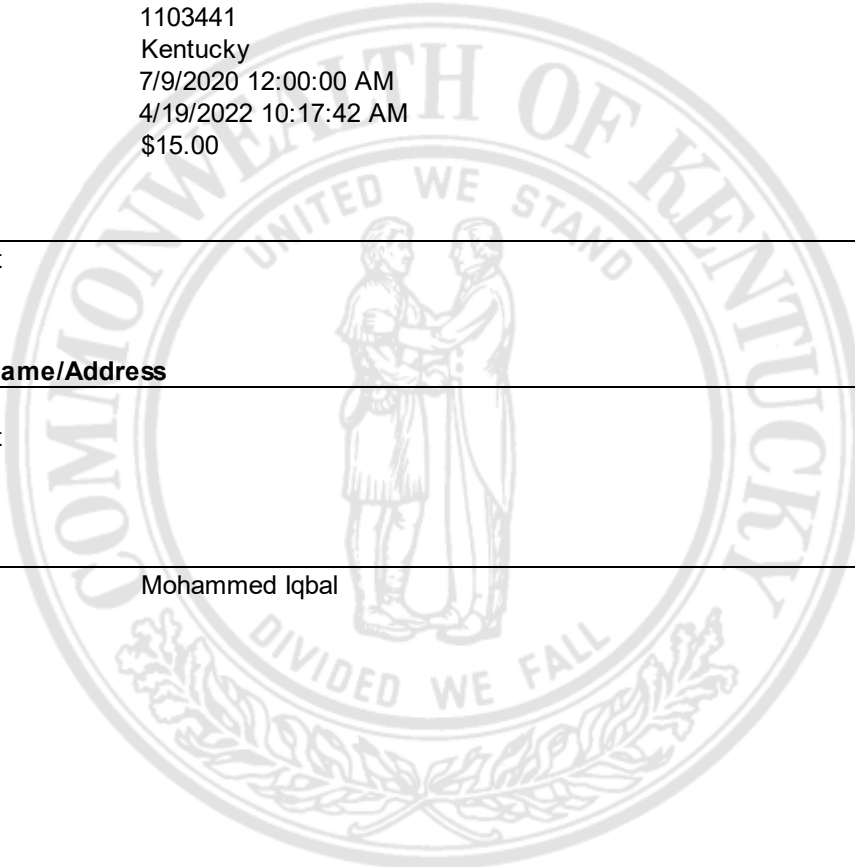 1103441
Kentucky
7/9/2020 12:00:00 AM
4/19/2022 10:17:42 AM
$15.00
ame/Address
Mohammed Iqbal
COMMONWEALTH OF KENTUCKY
UNITED WE STAND
DIVIDED WE FALL